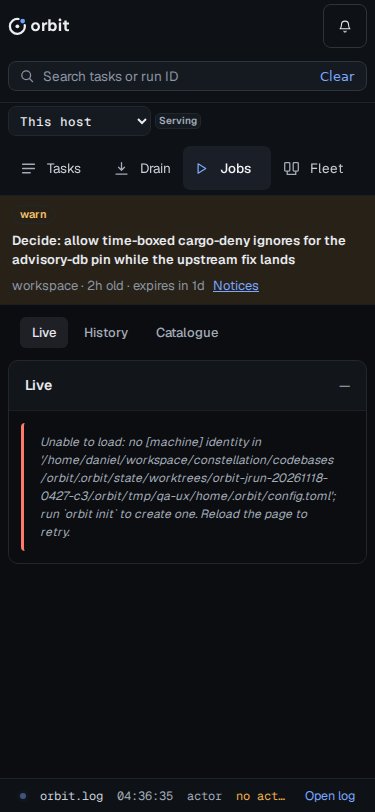 orbit
Search tasks or run ID Clear
This host Serving
Tasks Drain Jobs Fleet
warn
Decide: allow time-boxed cargo-deny ignores for the
advisory-db pin while the upstream fix lands
workspace · 2h old · expires in 1d Notices
Live History Catalogue
Live —
Unable to load: no [machine] identity in
'/home/daniel/workspace/constellation/codebases
/orbit/.orbit/state/worktrees/orbit-jrun-20261118-
0427-c3/.orbit/tmp/qa-ux/home/.orbit/config.toml';
run `orbit init` to create one. Reload the page to
retry.
orbit.log 04:36:35 actor no act… Open log